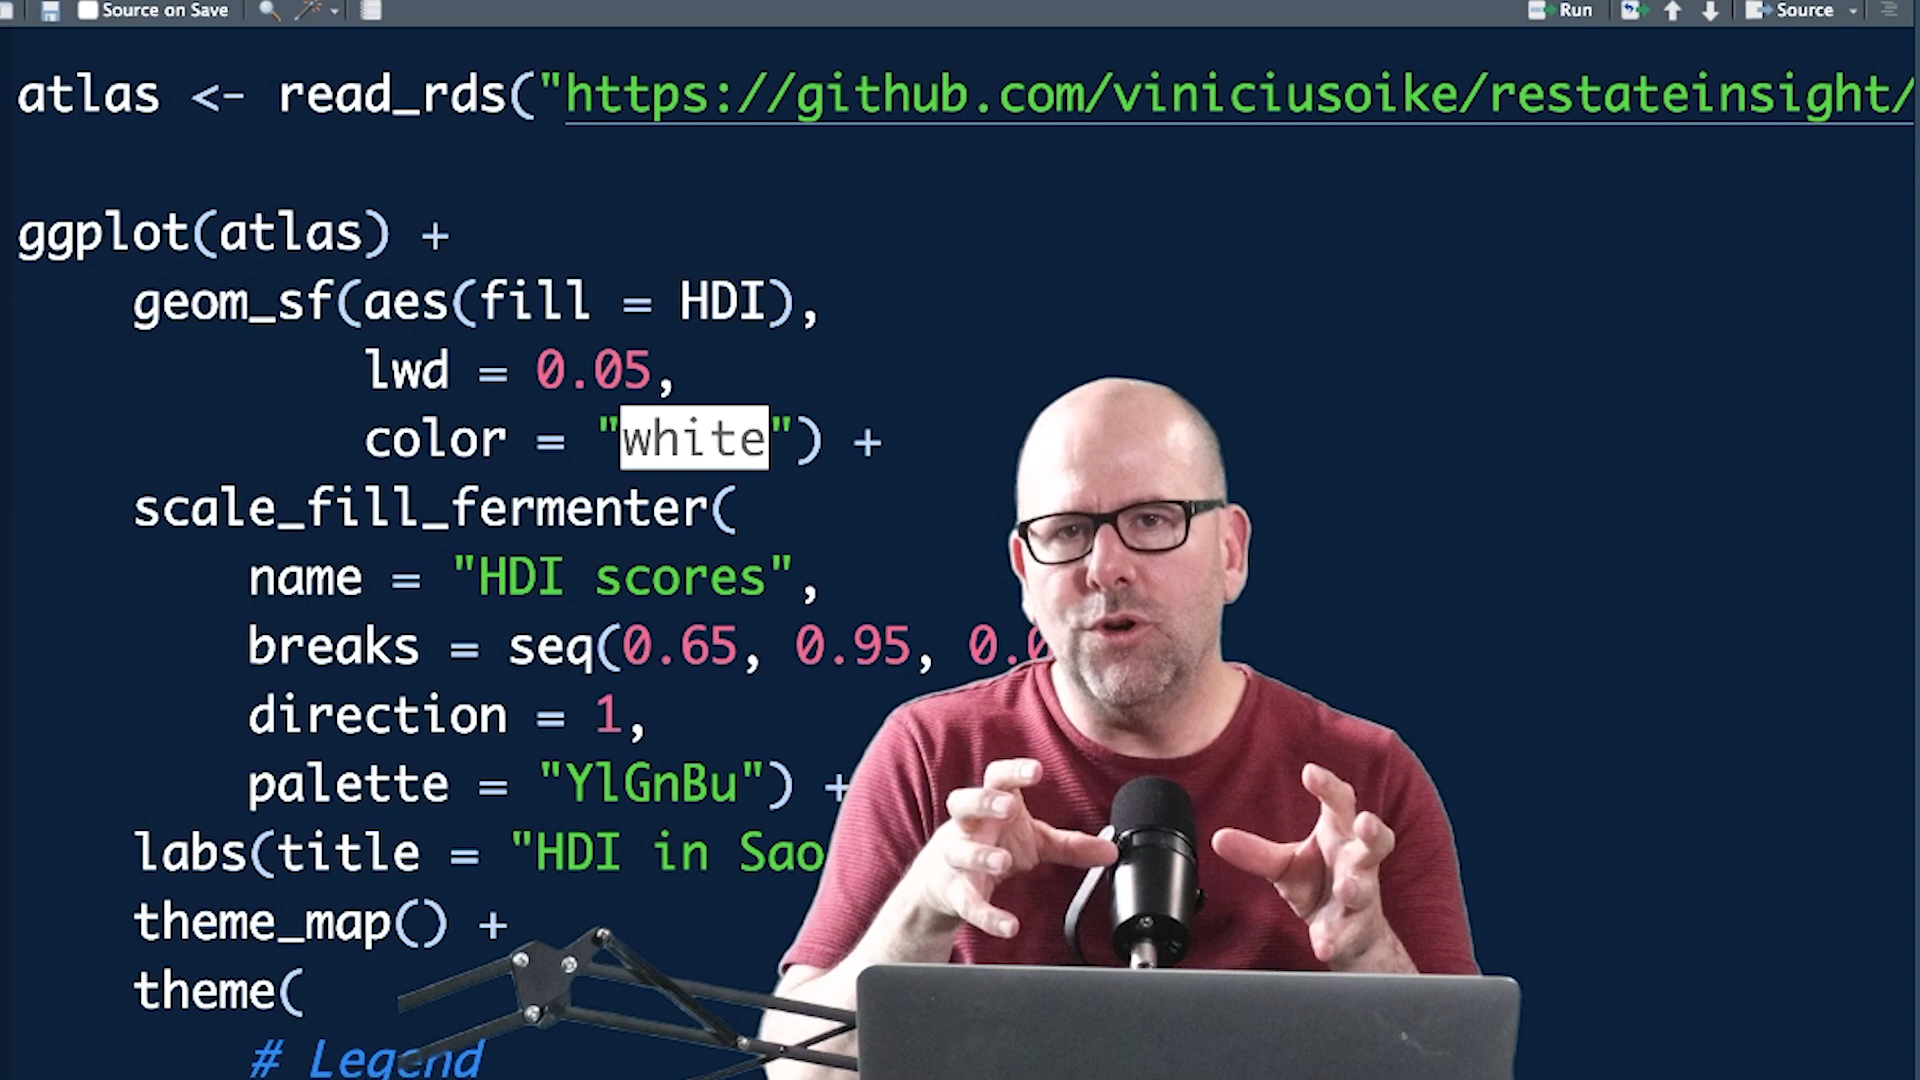 Source on Save Run Source
atlas <- read_rds("https://github.com/viniciusoike/restateinsight/
ggplot(atlas) +
geom_sf(aes(fill = HDI),
lwd = 0.05,
color = "white") +
scale_fill_fermenter(
name = "HDI scores",
breaks = seq(0.65, 0.95, 0.0
direction = 1,
palette = "YlGnBu") +
labs(title = "HDI in Sao
theme_map() +
theme(
# Legend